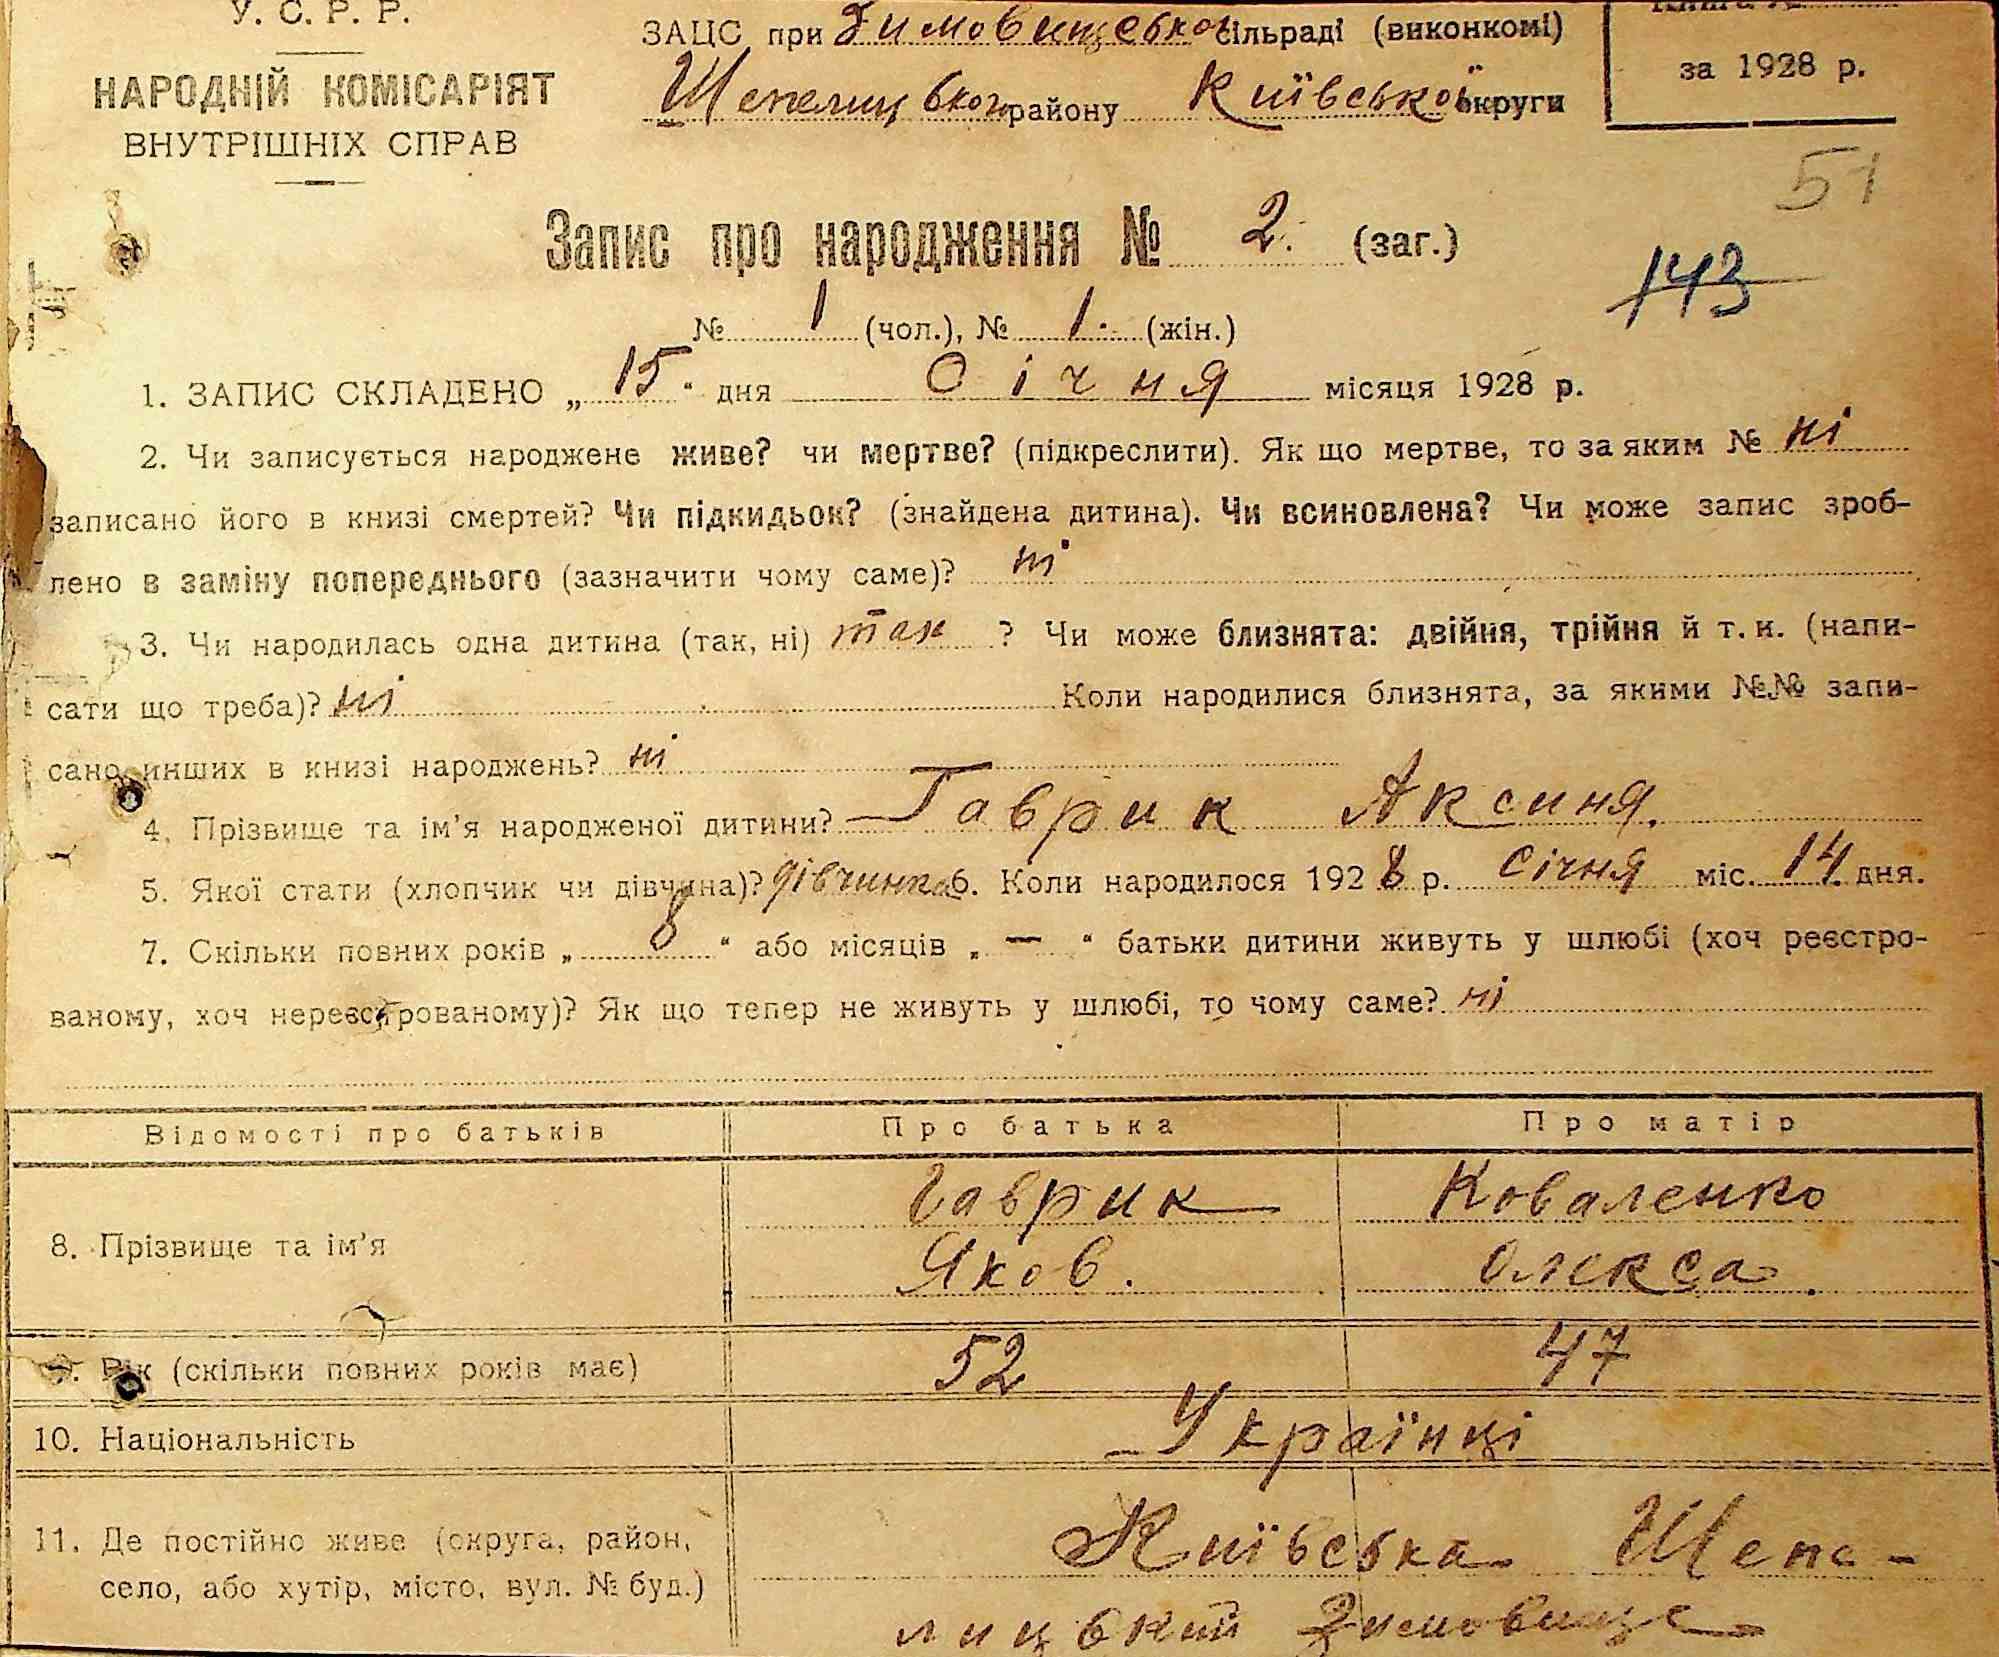 У. С. Р. Р.
НАРОДНІЙ КОМІСАРІЯТ
ВНУТРІШНІХ СПРАВ
ЗАЦС при Зимовищській сільраді (виконкомі)
Шепелицького району Київської округи
за 1928 р.
51
143
Запис про народження № 2. (заг.)
№ 1 (чол.), № 1. (жін.)
1. ЗАПИС СКЛАДЕНО „ 15 “ дня Січня місяця 1928 р.
2. Чи записується народжене живе? чи мертве? (підкреслити). Як що мертве, то за яким № ні
записано його в книзі смертей? Чи підкидьок? (знайдена дитина). Чи всиновлена? Чи може запис зроб-
лено в заміну попереднього (зазначити чому саме)? ні
3. Чи народилась одна дитина (так, ні) так ? Чи може близнята: двійня, трійня й т. и. (напи-
сати що треба)? ні Коли народилися близнята, за якими №№ запи-
сано инших в книзі народжень? ні
4. Прізвище та ім'я народженої дитини? Гаврик Аксиня.
5. Якої стати (хлопчик чи дівчина)? дівчинка 6. Коли народилося 1928 р. Січня міс. 14 дня.
7. Скільки повних років „ 8 “ або місяців „ — “ батьки дитини живуть у шлюбі (хоч реєстро-
ваному, хоч нереєстрованому)? Як що тепер не живуть у шлюбі, то чому саме? ні
Відомості про батьків Про батька Про матір
8. Прізвище та ім'я Гаврик Яков. Коваленко Олекса.
9. Вік (скільки повних років має) 52 47
10. Національність Українці
11. Де постійно живе (округа, район, Київська Шепе-
село, або хутір, місто, вул. № буд.) лицький Зимовище